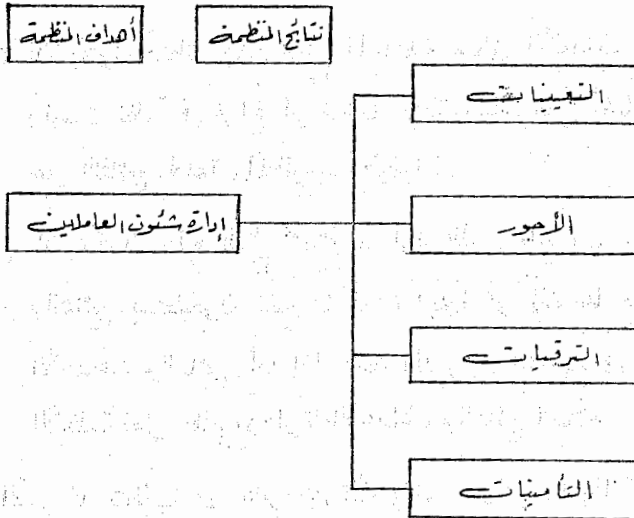 نتائج المنظمة
أهداف المنظمة
التعيينات
إدارة شئون العاملين
الأجور
الترقيات
التأمينات